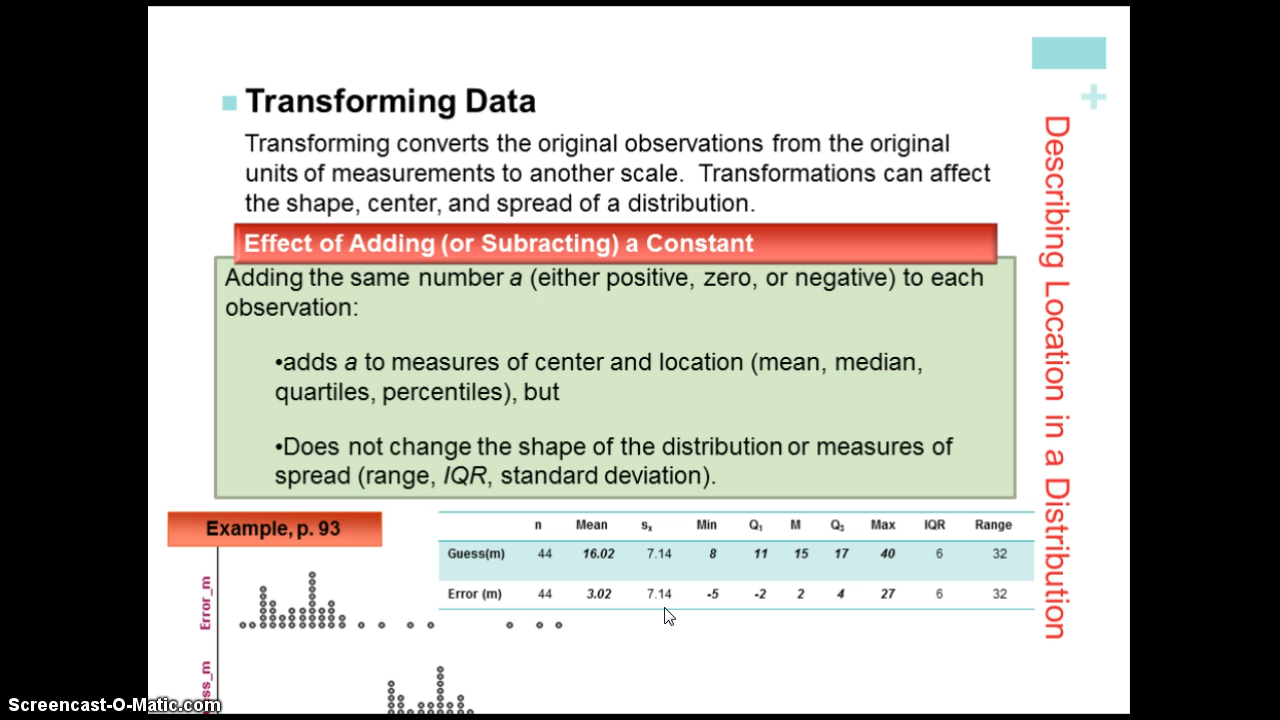 Transforming Data
Transforming converts the original observations from the original
units of measurements to another scale. Transformations can affect
the shape, center, and spread of a distribution.
Effect of Adding (or Subracting) a Constant
Adding the same number a (either positive, zero, or negative) to each
observation:
•adds a to measures of center and location (mean, median,
quartiles, percentiles), but
•Does not change the shape of the distribution or measures of
spread (range, IQR, standard deviation).
Example, p. 93
n Mean sx Min Q1 M Q3 Max IQR Range
Guess(m) 44 16.02 7.14 8 11 15 17 40 6 32
Error (m) 44 3.02 7.14 -5 -2 2 4 27 6 32
Error_m
+
Describing Location in a Distribution
Screencast-O-Matic.com